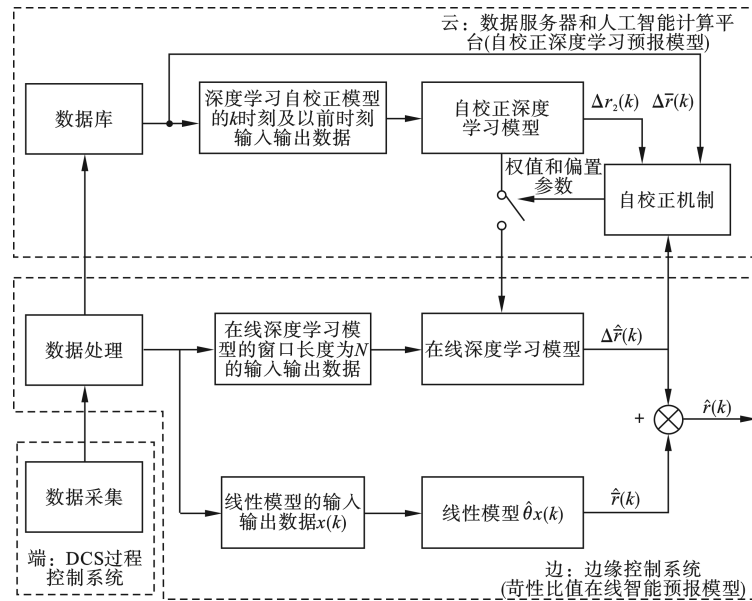 云：数据服务器和人工智能计算平
台(自校正深度学习预报模型)
数据库
深度学习自校正模型
的k时刻及以前时刻
输入输出数据
自校正深度
学习模型
Δr₂(k)
Δr̄(k)
权值和偏置
参数
自校正机制
数据处理
在线深度学习模
型的窗口长度为N
的输入输出数据
在线深度学习模型
Δr̄̂(k)
+
r̂(k)
数据采集
线性模型的输入
输出数据x(k)
线性模型θ̂x(k)
r̄̂(k)
端：DCS过程
控制系统
边：边缘控制系统
(苛性比值在线智能预报模型)